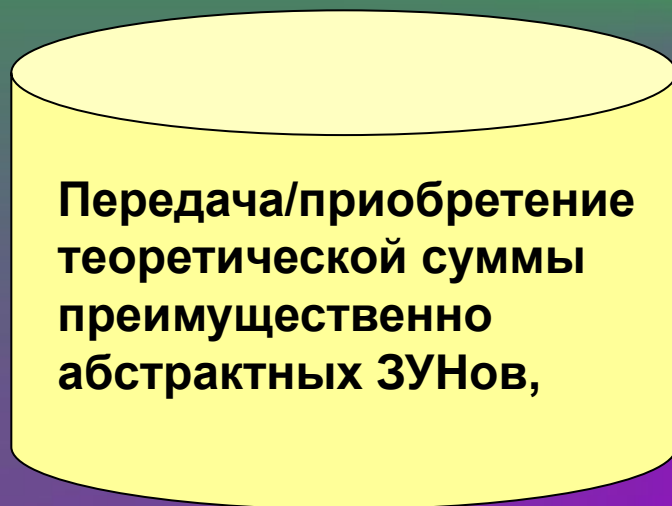 Передача/приобретение
теоретической суммы
преимущественно
абстрактных ЗУНов,